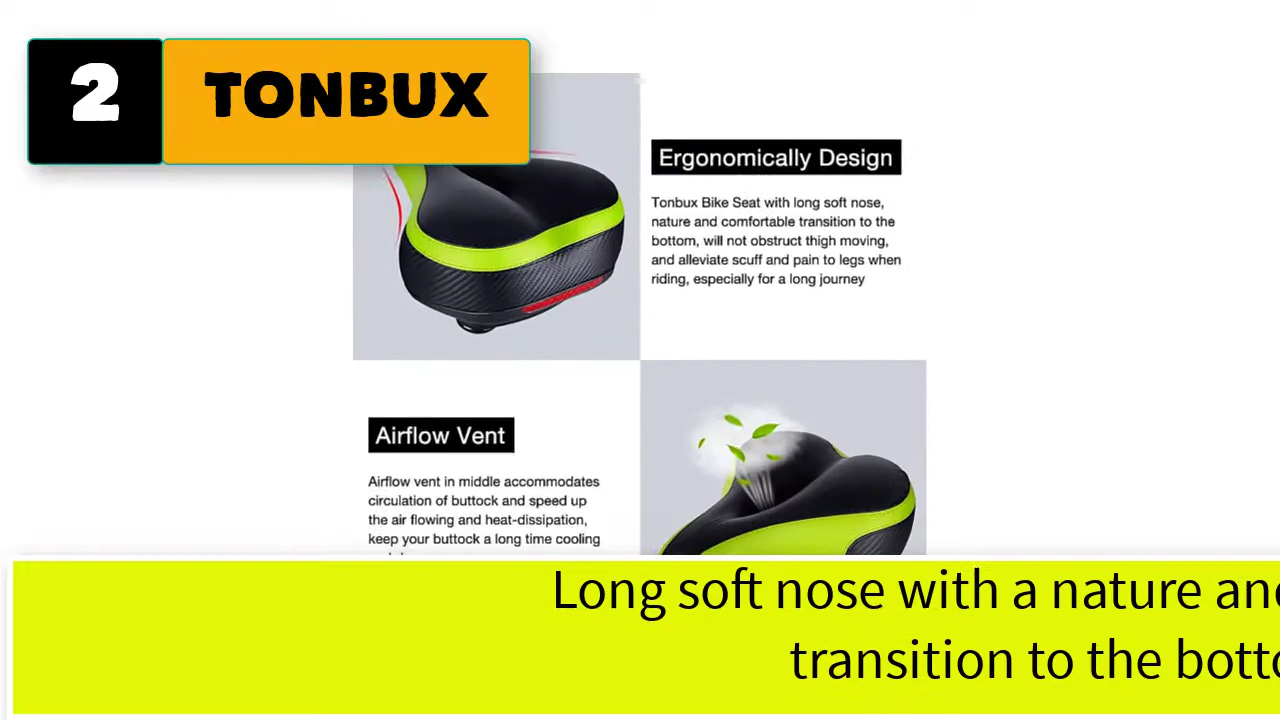 2 TONBUX
Ergonomically Design
Tonbux Bike Seat with long soft nose,
nature and comfortable transition to the
bottom, will not obstruct thigh moving,
and alleviate scuff and pain to legs when
riding, especially for a long journey
Airflow Vent
Airflow vent in middle accommodates
circulation of buttock and speed up
the air flowing and heat-dissipation,
keep your buttock a long time cooling
Long soft nose with a nature
transition to the